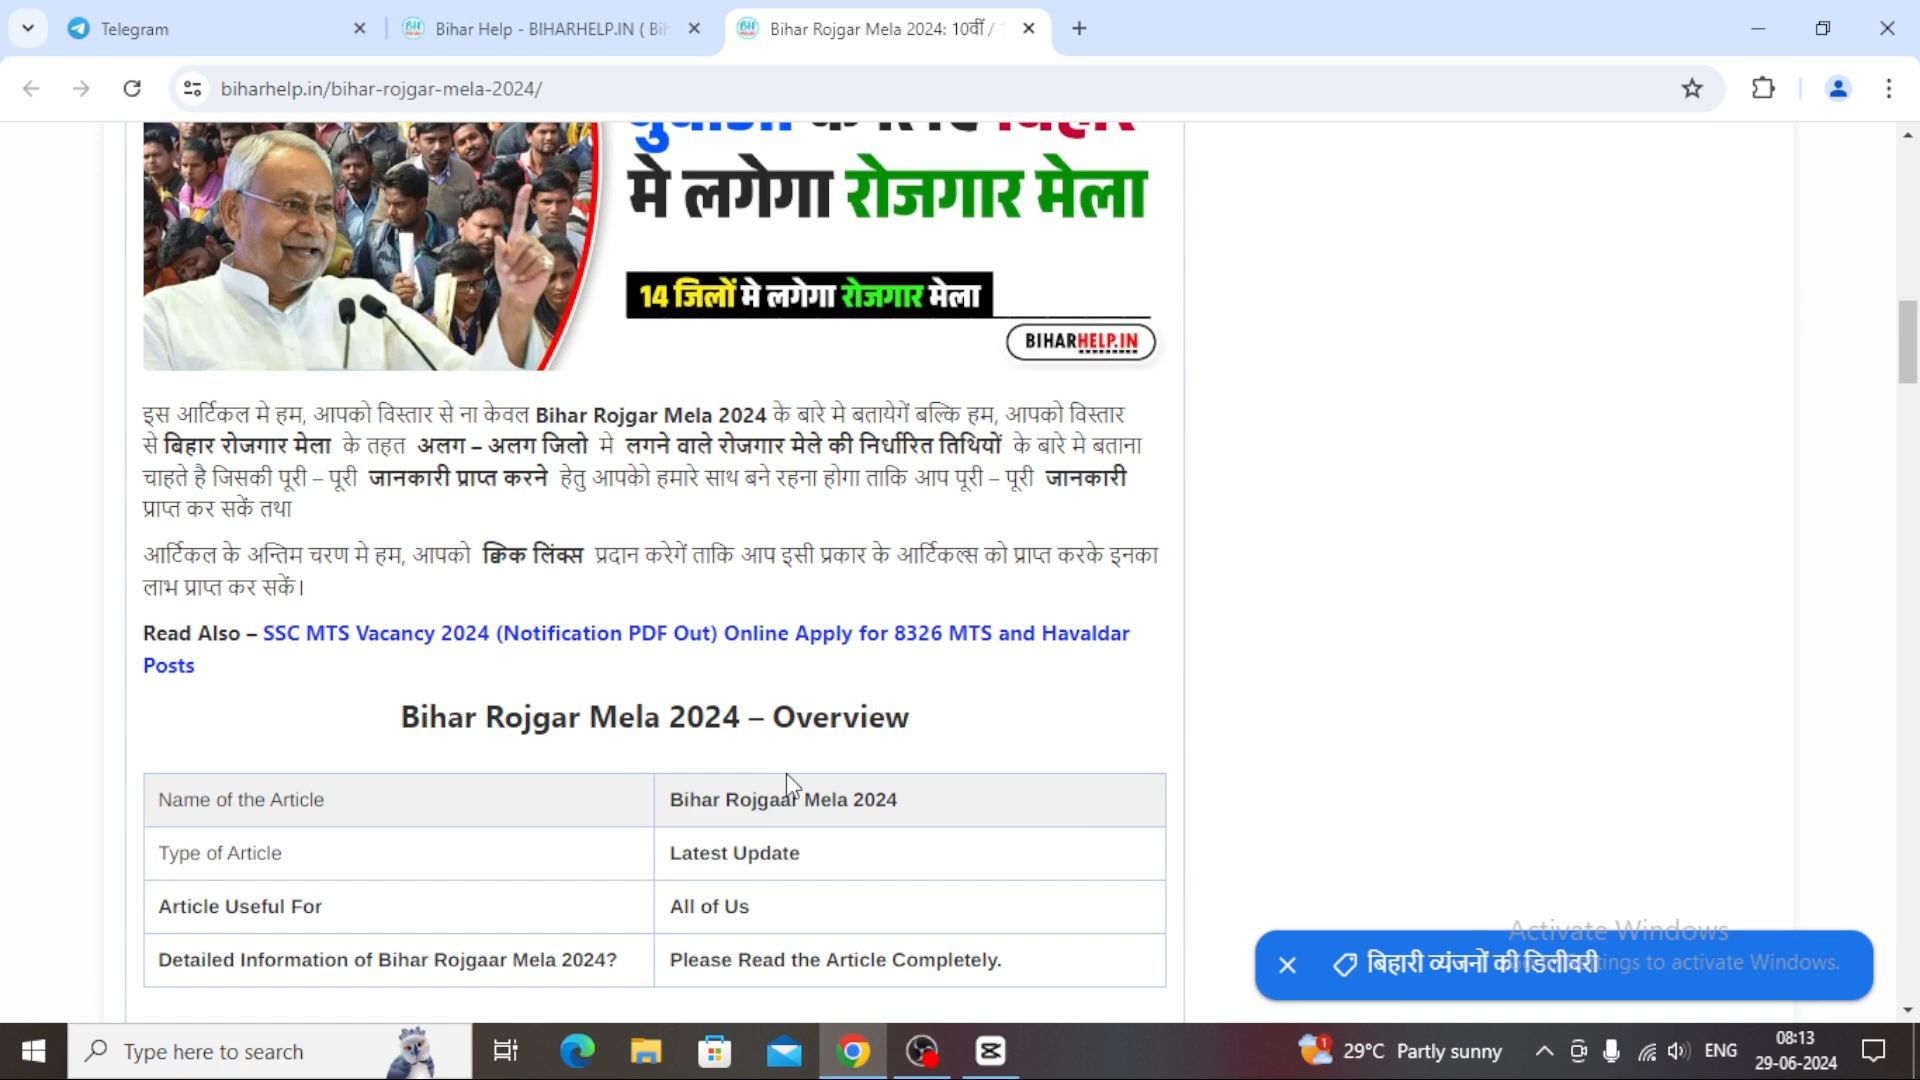 Telegram
Bihar Help - BIHARHELP.IN ( Bih
Bihar Rojgar Mela 2024: 10वीं / 1
biharhelp.in/bihar-rojgar-mela-2024/
मे लगेगा रोजगार मेला
14 जिलों मे लगेगा रोजगार मेला
BIHARHELP.IN
इस आर्टिकल मे हम, आपको विस्तार से ना केवल Bihar Rojgar Mela 2024 के बारे मे बतायेगें बल्कि हम, आपको विस्तार
से बिहार रोजगार मेला के तहत अलग – अलग जिलो मे लगने वाले रोजगार मेले की निर्धारित तिथियों के बारे मे बताना
चाहते है जिसकी पूरी – पूरी जानकारी प्राप्त करने हेतु आपकेो हमारे साथ बने रहना होगा ताकि आप पूरी – पूरी जानकारी
प्राप्त कर सकें तथा
आर्टिकल के अन्तिम चरण मे हम, आपको क्विक लिंक्स प्रदान करेगें ताकि आप इसी प्रकार के आर्टिकल्स को प्राप्त करके इनका
लाभ प्राप्त कर सकें।
Read Also – SSC MTS Vacancy 2024 (Notification PDF Out) Online Apply for 8326 MTS and Havaldar
Posts
Bihar Rojgar Mela 2024 – Overview
Name of the Article Bihar Rojgaar Mela 2024
Type of Article Latest Update
Article Useful For All of Us
Detailed Information of Bihar Rojgaar Mela 2024? Please Read the Article Completely.
Activate Windows
बिहारी व्यंजनों की डिलीवरी
tings to activate Windows.
Type here to search
1
29°C Partly sunny
ENG
08:13
29-06-2024